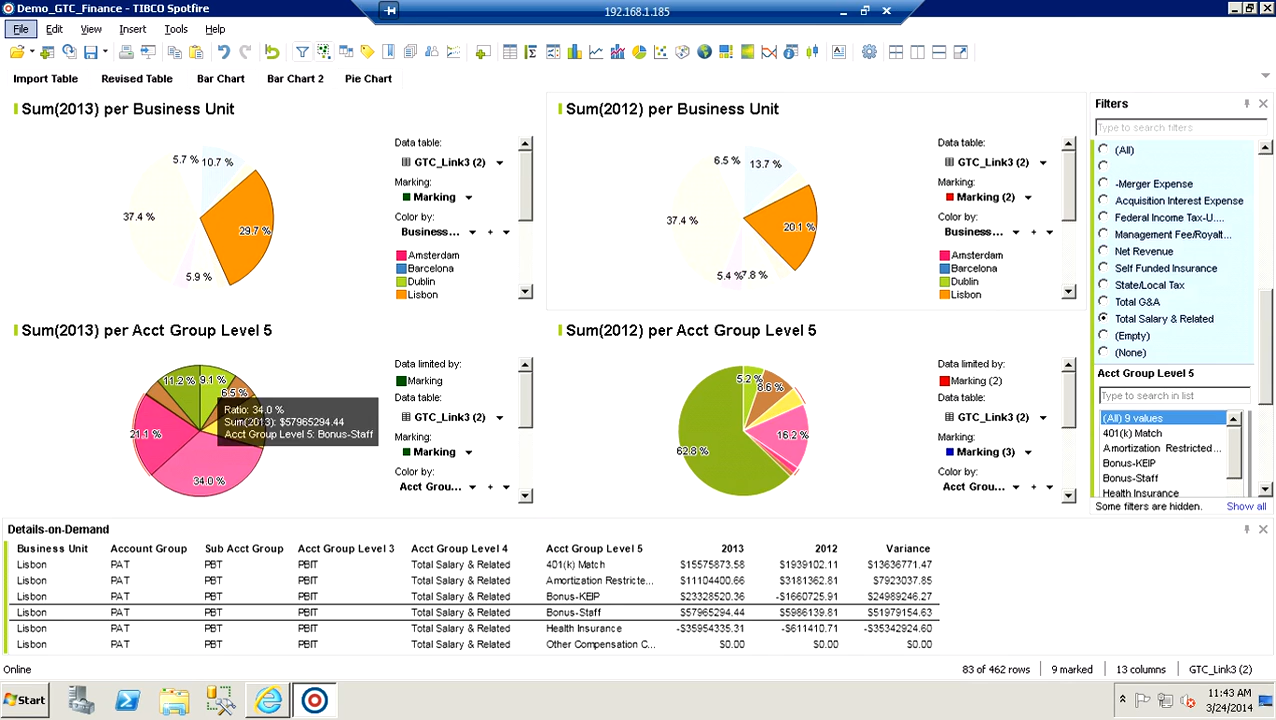 Demo_GTC_Finance - TIBCO Spotfire
192.168.1.185
File Edit View Insert Tools Help
Import Table Revised Table Bar Chart Bar Chart 2 Pie Chart
Sum(2013) per Business Unit
5.7 % 10.7 %
37.4 %
29.7 %
5.9 %
Data table:
GTC_Link3 (2)
Marking:
Marking
Color by:
Business... +
Amsterdam
Barcelona
Dublin
Lisbon
Sum(2012) per Business Unit
6.5 % 13.7 %
37.4 %
20.1 %
5.4 % 7.8 %
Data table:
GTC_Link3 (2)
Marking:
Marking (2)
Color by:
Business... +
Amsterdam
Barcelona
Dublin
Lisbon
Sum(2013) per Acct Group Level 5
11.2 % 9.1 %
6.5 %
21.1 %
34.0 %
Ratio: 34.0 %
Sum(2013): $57965294.44
Acct Group Level 5: Bonus-Staff
Data limited by:
Marking
Data table:
GTC_Link3 (2)
Marking:
Marking
Color by:
Acct Grou... +
Sum(2012) per Acct Group Level 5
5.2 %
8.6 %
16.2 %
62.8 %
Data limited by:
Marking (2)
Data table:
GTC_Link3 (2)
Marking:
Marking (3)
Color by:
Acct Grou... +
Filters
Type to search filters
(All)
-Merger Expense
Acquisition Interest Expense
Federal Income Tax-U....
Management Fee/Royalt...
Net Revenue
Self Funded Insurance
State/Local Tax
Total G&A
Total Salary & Related
(Empty)
(None)
Acct Group Level 5
Type to search in list
(All) 9 values
401(k) Match
Amortization Restricted...
Bonus-KEIP
Bonus-Staff
Health Insurance
Some filters are hidden. Show all
Details-on-Demand
Business Unit Account Group Sub Acct Group Acct Group Level 3 Acct Group Level 4 Acct Group Level 5 2013 2012 Variance
Lisbon PAT PBT PBIT Total Salary & Related 401(k) Match $15575873.58 $1939102.11 $13636771.47
Lisbon PAT PBT PBIT Total Salary & Related Amortization Restricte... $11104400.66 $3181362.81 $7923037.85
Lisbon PAT PBT PBIT Total Salary & Related Bonus-KEIP $23328520.36 -$1660725.91 $24989246.27
Lisbon PAT PBT PBIT Total Salary & Related Bonus-Staff $57965294.44 $5986139.81 $51979154.63
Lisbon PAT PBT PBIT Total Salary & Related Health Insurance -$35954335.31 -$611410.71 -$35342924.60
Lisbon PAT PBT PBIT Total Salary & Related Other Compensation C... $0.00 $0.00 $0.00
Online 83 of 462 rows 9 marked 13 columns GTC_Link3 (2)
Start
11:43 AM
3/24/2014